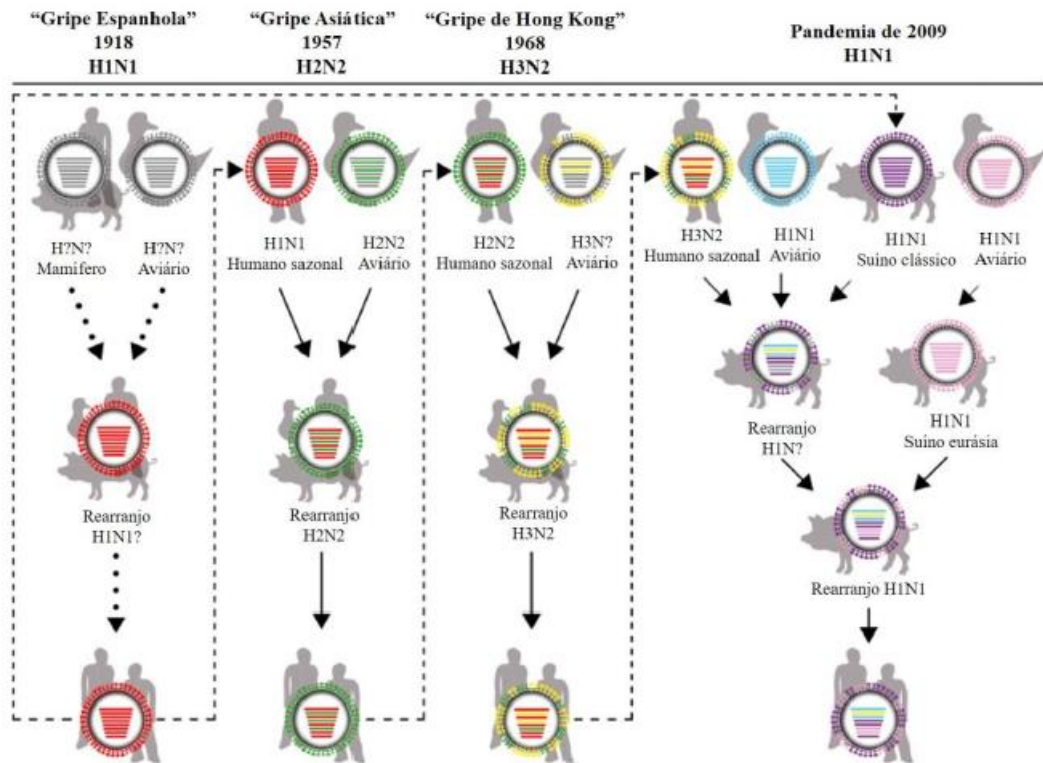 “Gripe Espanhola”
1918
H1N1
“Gripe Asiática”
1957
H2N2
“Gripe de Hong Kong”
1968
H3N2
Pandemia de 2009
H1N1
H?N?
Mamífero
H?N?
Aviário
H1N1
Humano sazonal
H2N2
Aviário
H2N2
Humano sazonal
H3N?
Aviário
H3N2
Humano sazonal
H1N1
Aviário
H1N1
Suíno clássico
H1N1
Aviário
Rearranjo
H1N1?
Rearranjo
H2N2
Rearranjo
H3N2
Rearranjo
H1N?
H1N1
Suíno eurásia
Rearranjo H1N1